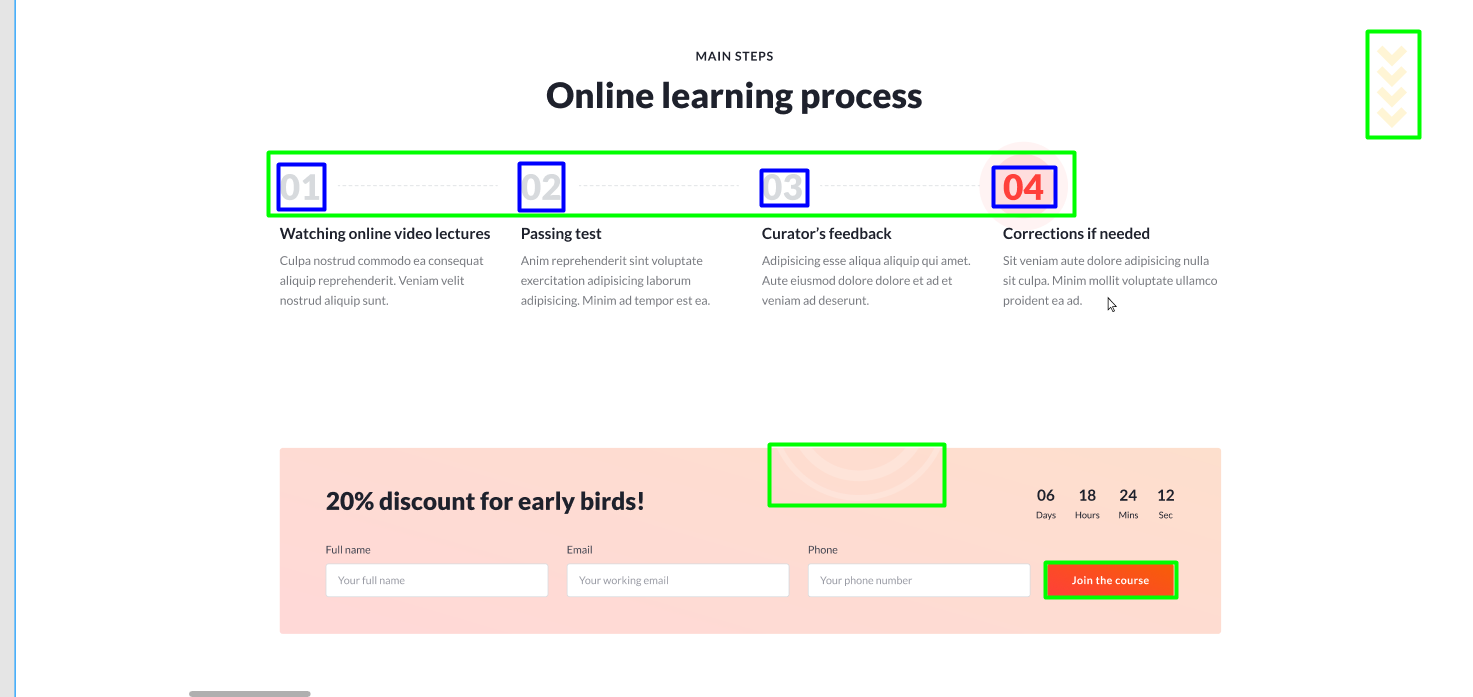 MAIN STEPS
Online learning process
01
02
03
04
Watching online video lectures
Culpa nostrud commodo ea consequat
aliquip reprehenderit. Veniam velit
nostrud aliquip sunt.
Passing test
Anim reprehenderit sint voluptate
exercitation adipisicing laborum
adipisicing. Minim ad tempor est ea.
Curator’s feedback
Adipisicing esse aliqua aliquip qui amet.
Aute eiusmod dolore dolore et ad et
veniam ad deserunt.
Corrections if needed
Sit veniam aute dolore adipisicing nulla
sit culpa. Minim mollit voluptate ullamco
proident ea ad.
20% discount for early birds!
06 18 24 12
Days Hours Mins Sec
Full name
Your full name
Email
Your working email
Phone
Your phone number
Join the course